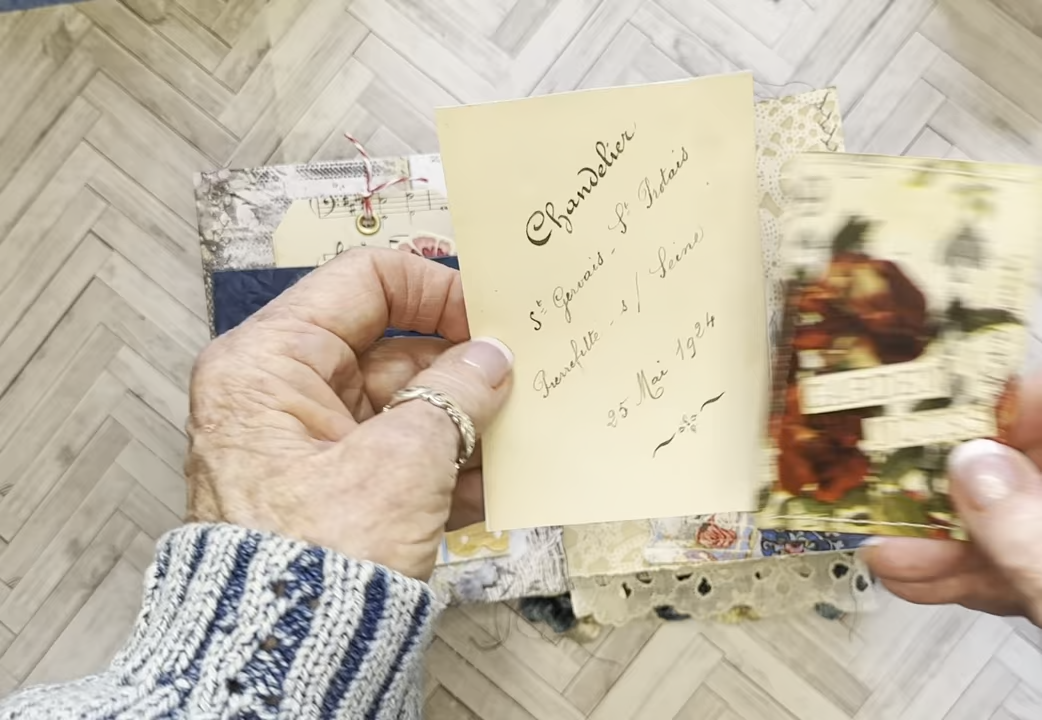 Chandelier
St Gervais - St Protais
Pierrefitte - s/ Seine
25 Mai 1924